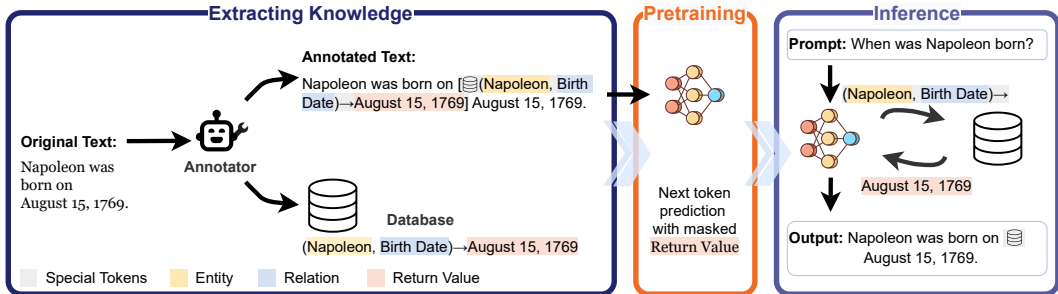 Extracting Knowledge
Original Text:
Napoleon was
born on
August 15, 1769.
Annotator
Annotated Text:
Napoleon was born on [(Napoleon, Birth
Date)→August 15, 1769] August 15, 1769.
Database
(Napoleon, Birth Date)→August 15, 1769
Special Tokens
Entity
Relation
Return Value
Pretraining
Next token
prediction
with masked
Return Value
Inference
Prompt: When was Napoleon born?
(Napoleon, Birth Date)→
August 15, 1769
Output: Napoleon was born on
August 15, 1769.